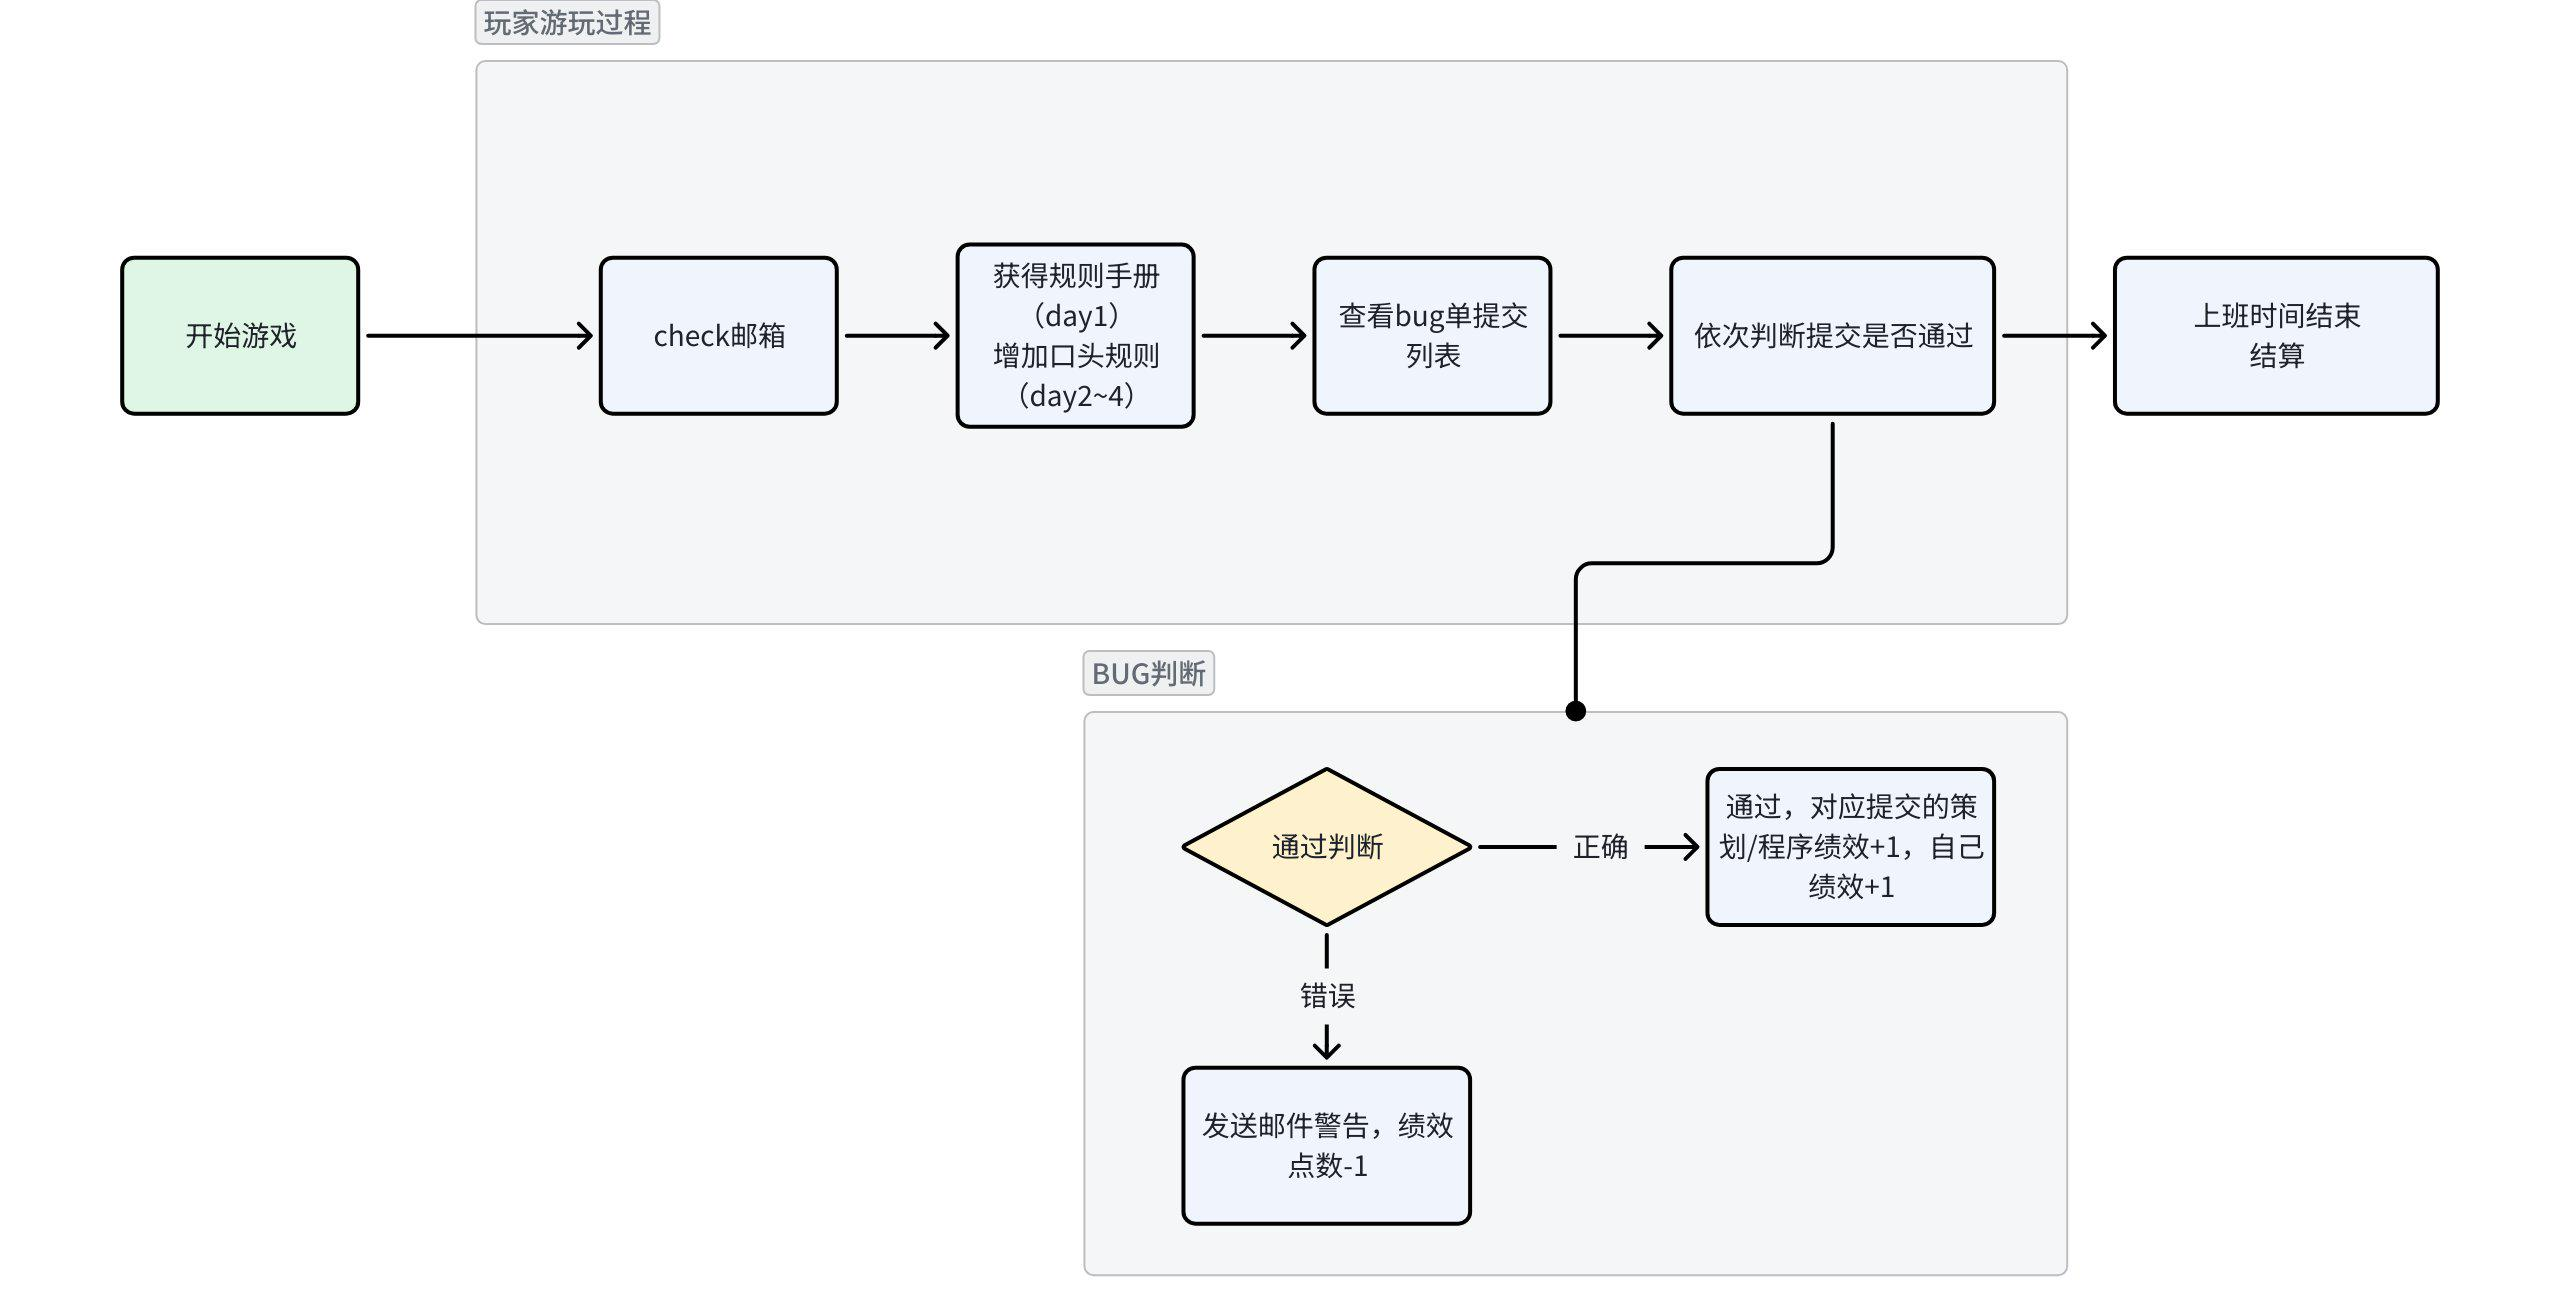 玩家游玩过程
开始游戏
check邮箱
获得规则手册
（day1）
增加口头规则
（day2~4）
查看bug单提交
列表
依次判断提交是否通过
上班时间结束
结算
BUG判断
通过判断
正确
通过，对应提交的策
划/程序绩效+1，自己
绩效+1
错误
发送邮件警告，绩效
点数-1